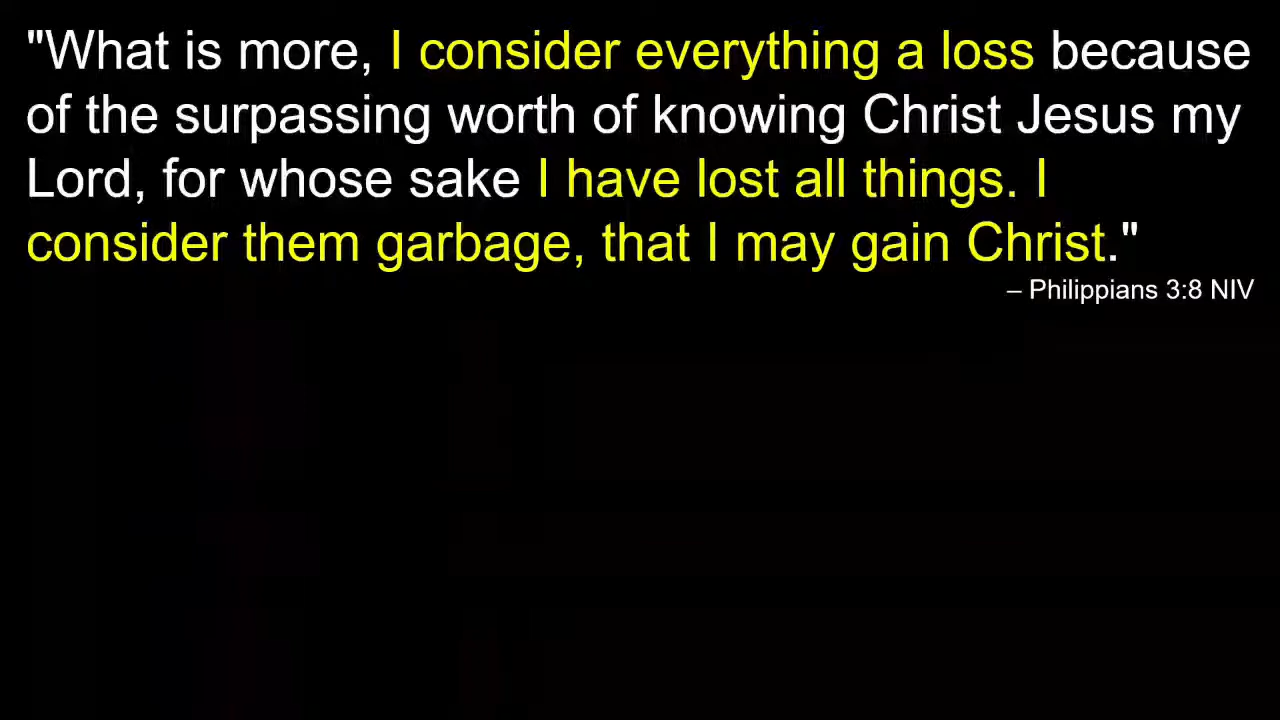 "What is more, I consider everything a loss because
of the surpassing worth of knowing Christ Jesus my
Lord, for whose sake I have lost all things. I
consider them garbage, that I may gain Christ."
– Philippians 3:8 NIV